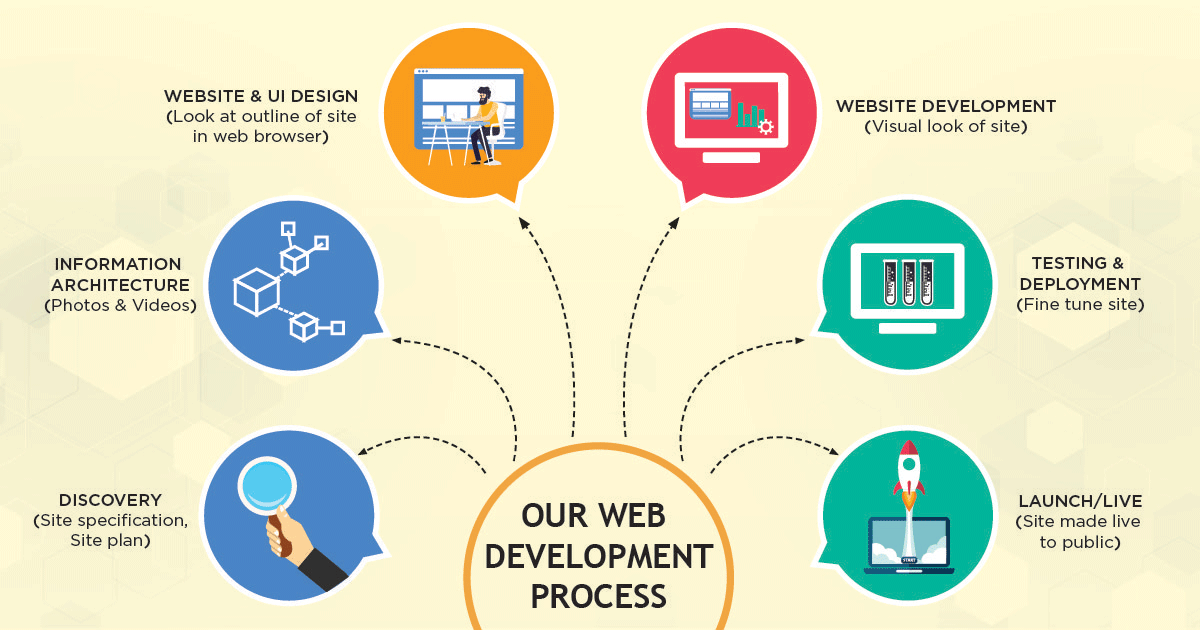 WEBSITE & UI DESIGN
(Look at outline of site
in web browser)
WEBSITE DEVELOPMENT
(Visual look of site)
INFORMATION
ARCHITECTURE
(Photos & Videos)
TESTING &
DEPLOYMENT
(Fine tune site)
DISCOVERY
(Site specification,
Site plan)
OUR WEB
DEVELOPMENT
PROCESS
LAUNCH/LIVE
(Site made live
to public)
START